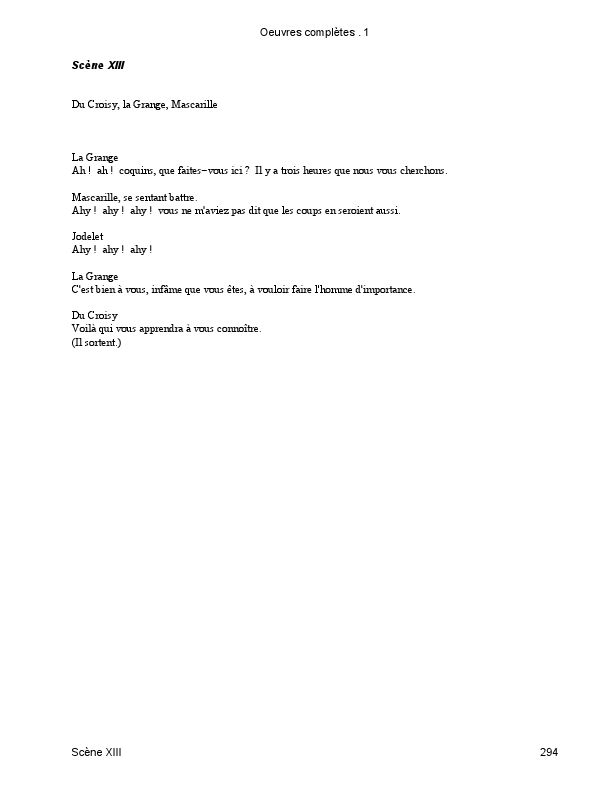 Oeuvres complètes . 1
Scène XIII
Du Croisy, la Grange, Mascarille
La Grange
Ah ! ah ! coquins, que faites−vous ici ? Il y a trois heures que nous vous cherchons.
Mascarille, se sentant battre.
Ahy ! ahy ! ahy ! vous ne m'aviez pas dit que les coups en seroient aussi.
Jodelet
Ahy ! ahy ! ahy !
La Grange
C'est bien à vous, infâme que vous êtes, à vouloir faire l'homme d'importance.
Du Croisy
Voilà qui vous apprendra à vous connoître.
(Il sortent.)
Scène XIII
294